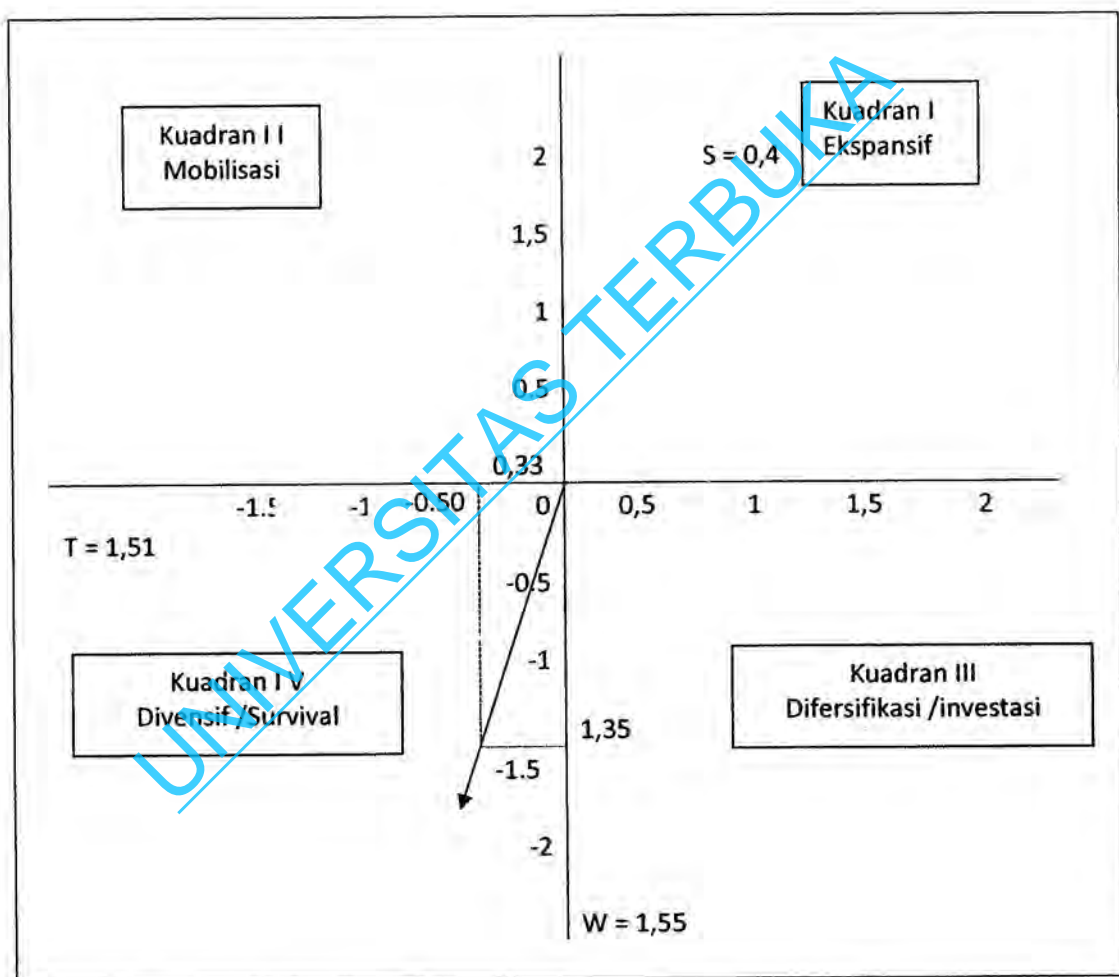 Kuadran I I
Mobilisasi
Kuadran I
Ekspansif
S = 0,4
2
1,5
1
0.5
0,33
-1.5
-1
-0.50
0
0,5
1
1,5
2
T = 1,51
-0.5
-1
Kuadran I V
Divensif /Survival
Kuadran III
Difersifikasi /investasi
1,35
-1.5
-2
W = 1,55
UNIVERSITAS TERBUKA